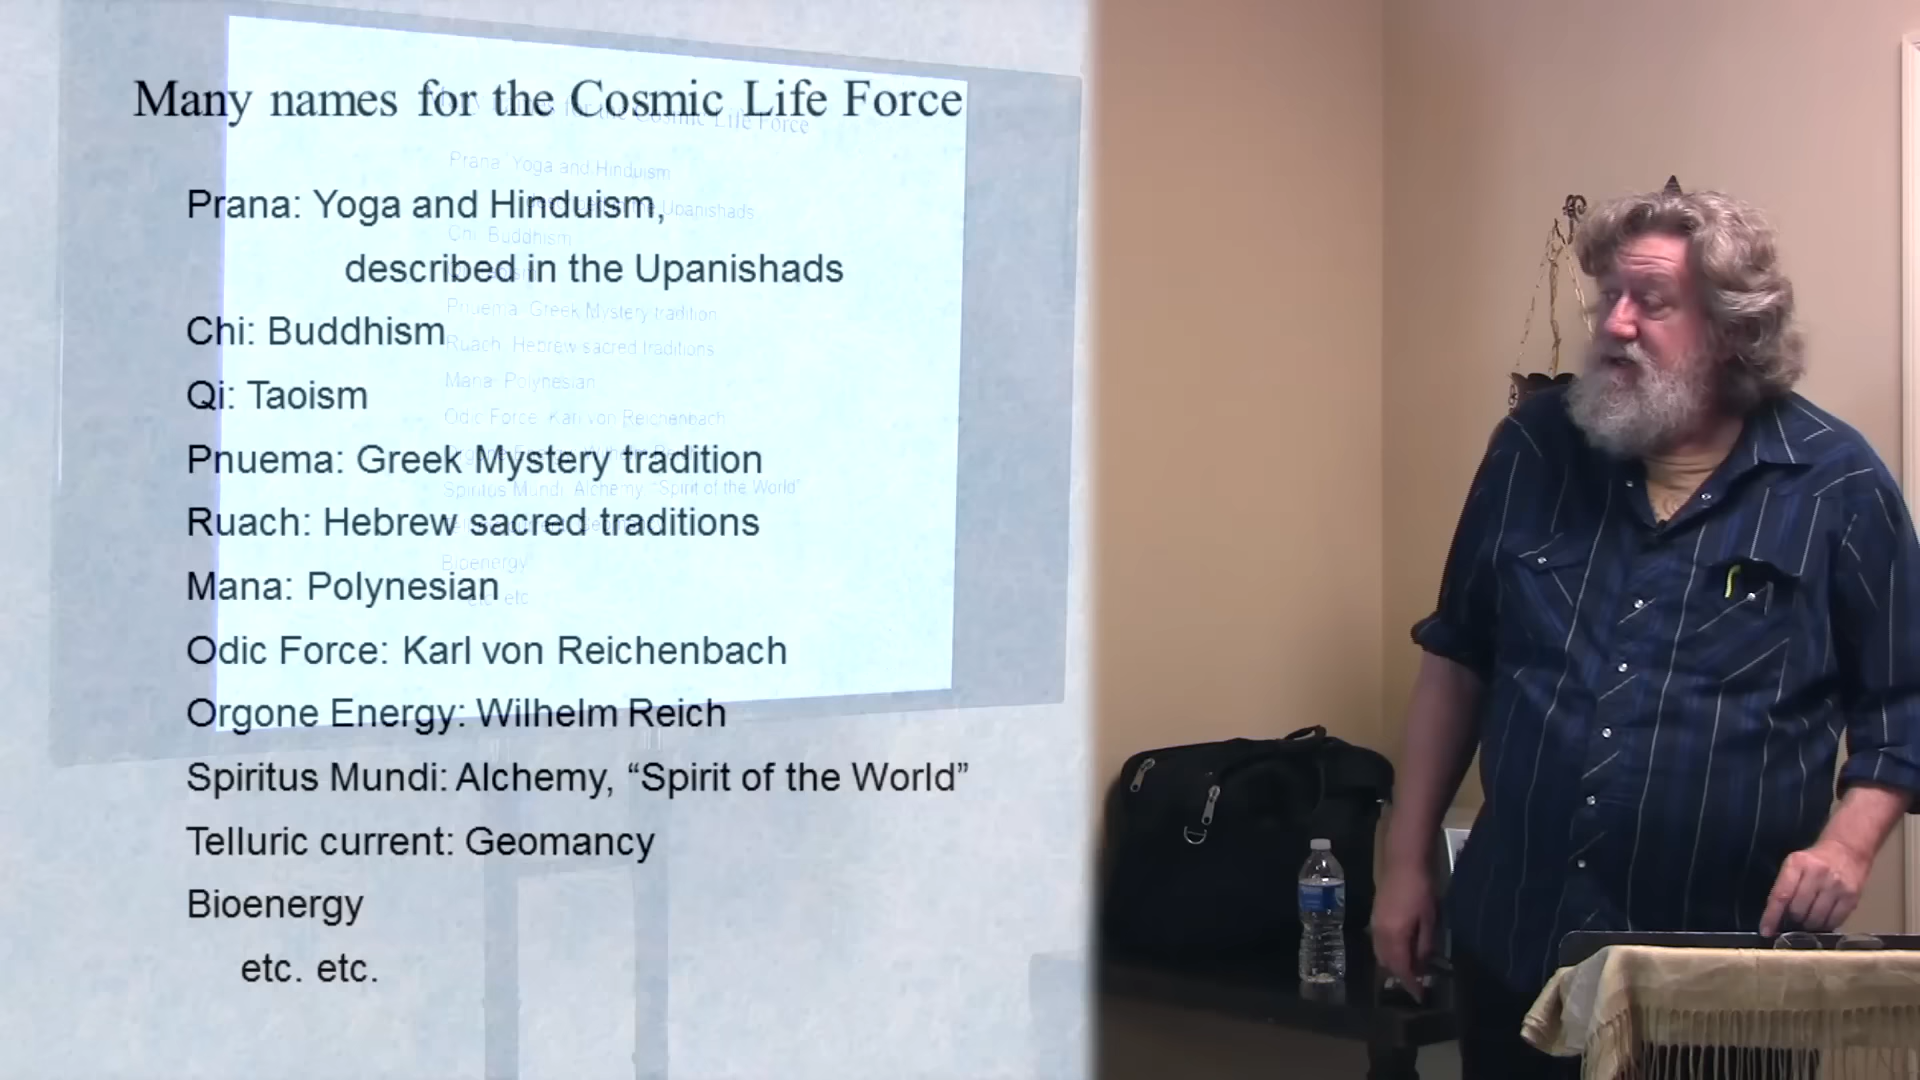 Many names for the Cosmic Life Force
Prana: Yoga and Hinduism,
described in the Upanishads
Chi: Buddhism
Qi: Taoism
Pnuema: Greek Mystery tradition
Ruach: Hebrew sacred traditions
Mana: Polynesian
Odic Force: Karl von Reichenbach
Orgone Energy: Wilhelm Reich
Spiritus Mundi: Alchemy, “Spirit of the World”
Telluric current: Geomancy
Bioenergy
etc. etc.